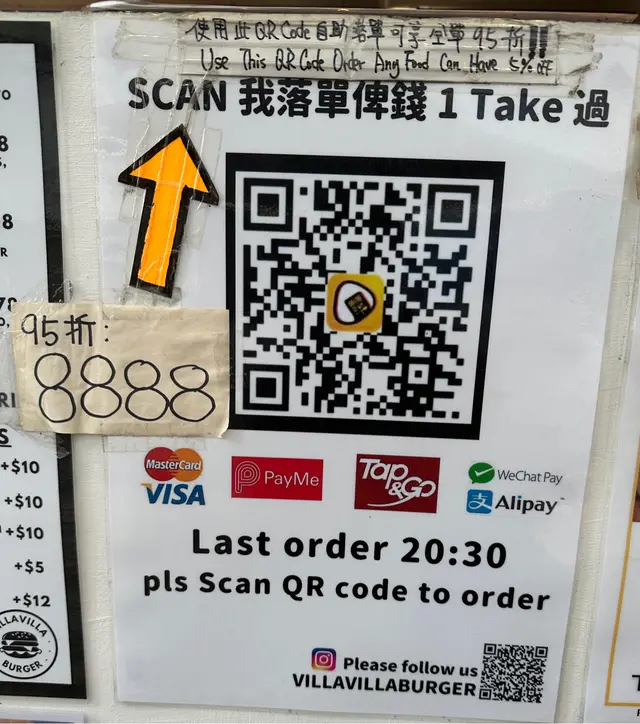 使用此QR Code自助落單可享全單95折!!
Use This QR Code Order Any Food Can Have 5% OFF
SCAN 我落單俾錢 1 Take 過
95折:
8888
MasterCard
VISA
PayMe
Tap
&Go
WeChat Pay
支 Alipay
Last order 20:30
pls Scan QR code to order
Please follow us
VILLAVILLABURGER
8
8
R
S
+$10
+$10
+$10
+$5
+$12
BURGER